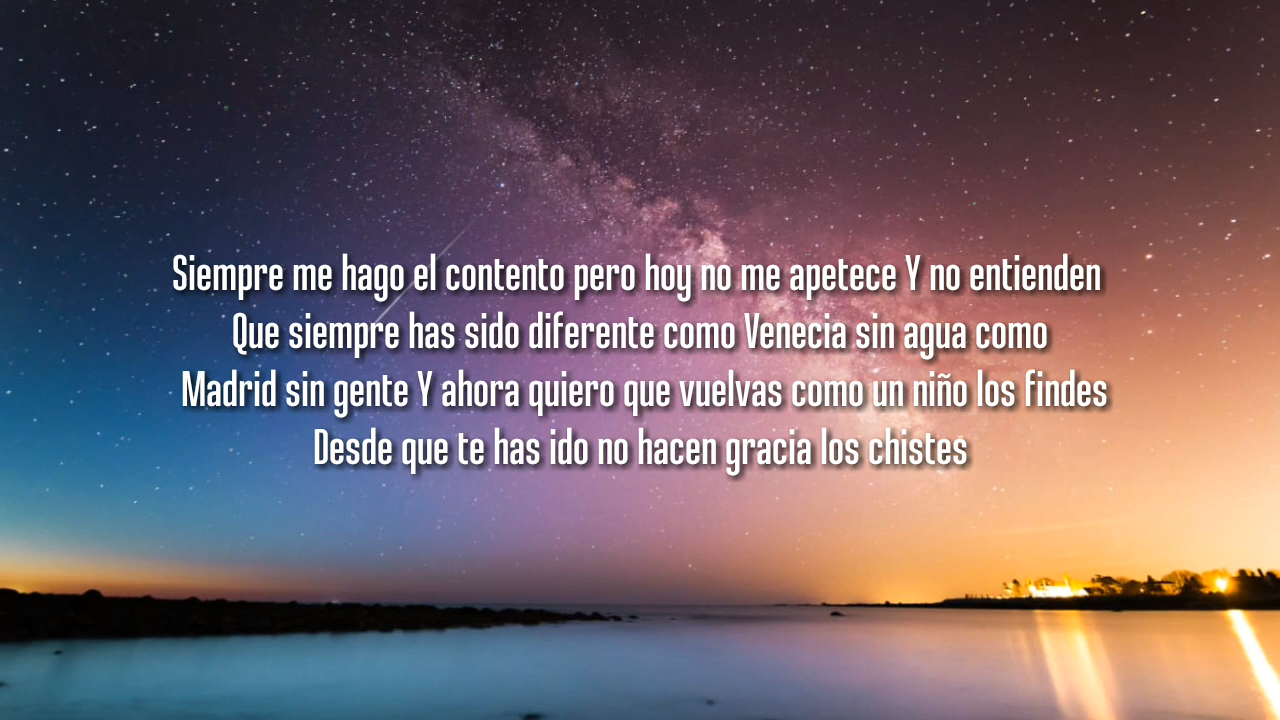 Siempre me hago el contento pero hoy no me apetece Y no entienden
Que siempre has sido diferente como Venecia sin agua como
Madrid sin gente Y ahora quiero que vuelvas como un niño los findes
Desde que te has ido no hacen gracia los chistes